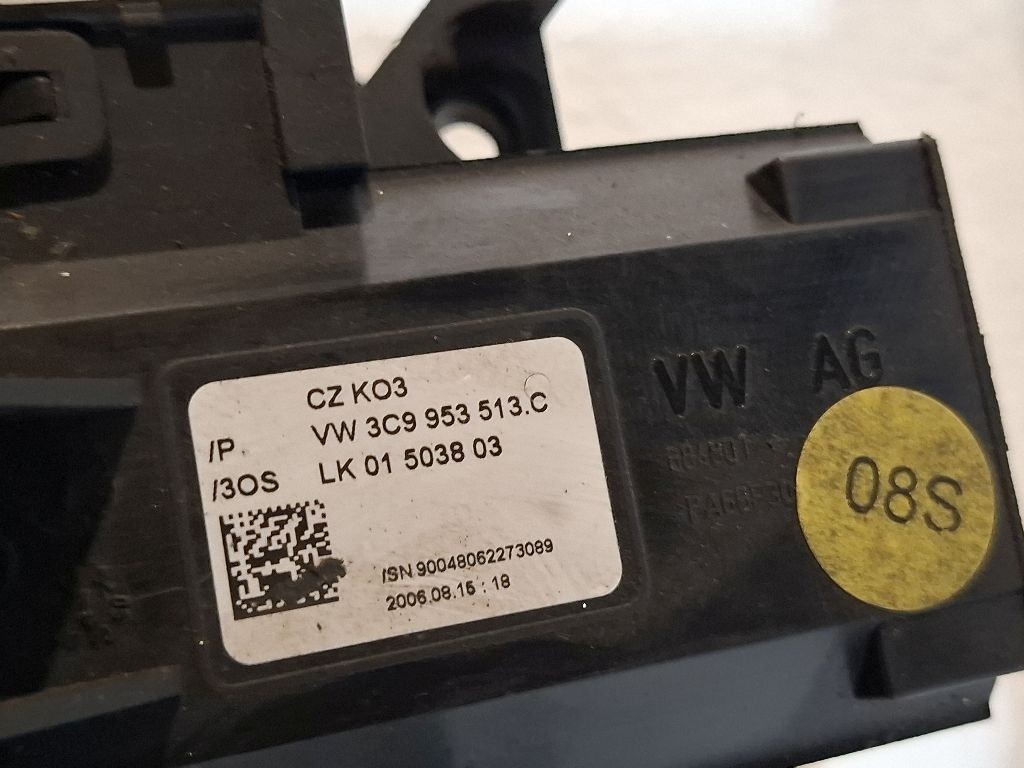 CZ KO3
/P VW 3C9 953 513.C
/3OS LK 01 5038 03
/SN 90048062273089
2006.08.15 : 18
VW AG
08S